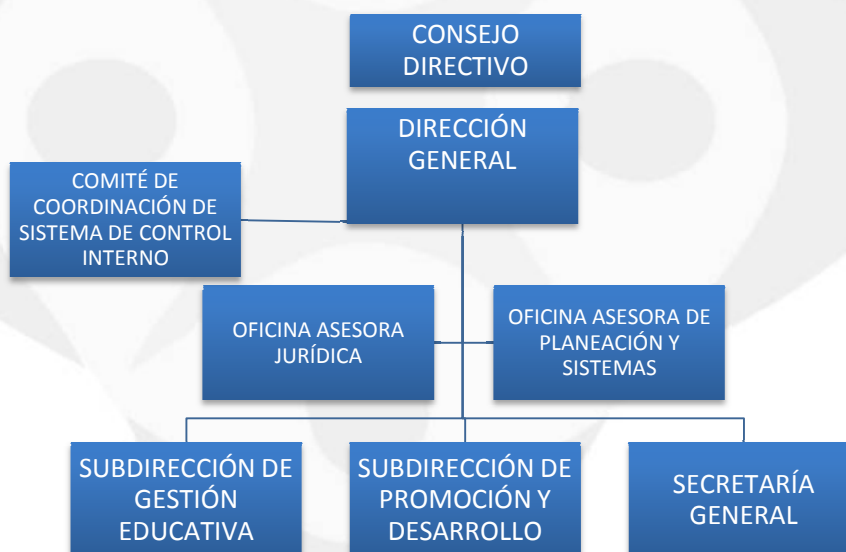 CONSEJO
DIRECTIVO
DIRECCIÓN
GENERAL
COMITÉ DE
COORDINACIÓN DE
SISTEMA DE CONTROL
INTERNO
OFICINA ASESORA
JURÍDICA
OFICINA ASESORA DE
PLANEACIÓN Y
SISTEMAS
SUBDIRECCIÓN DE
GESTIÓN
EDUCATIVA
SUBDIRECCIÓN DE
PROMOCIÓN Y
DESARROLLO
SECRETARÍA
GENERAL